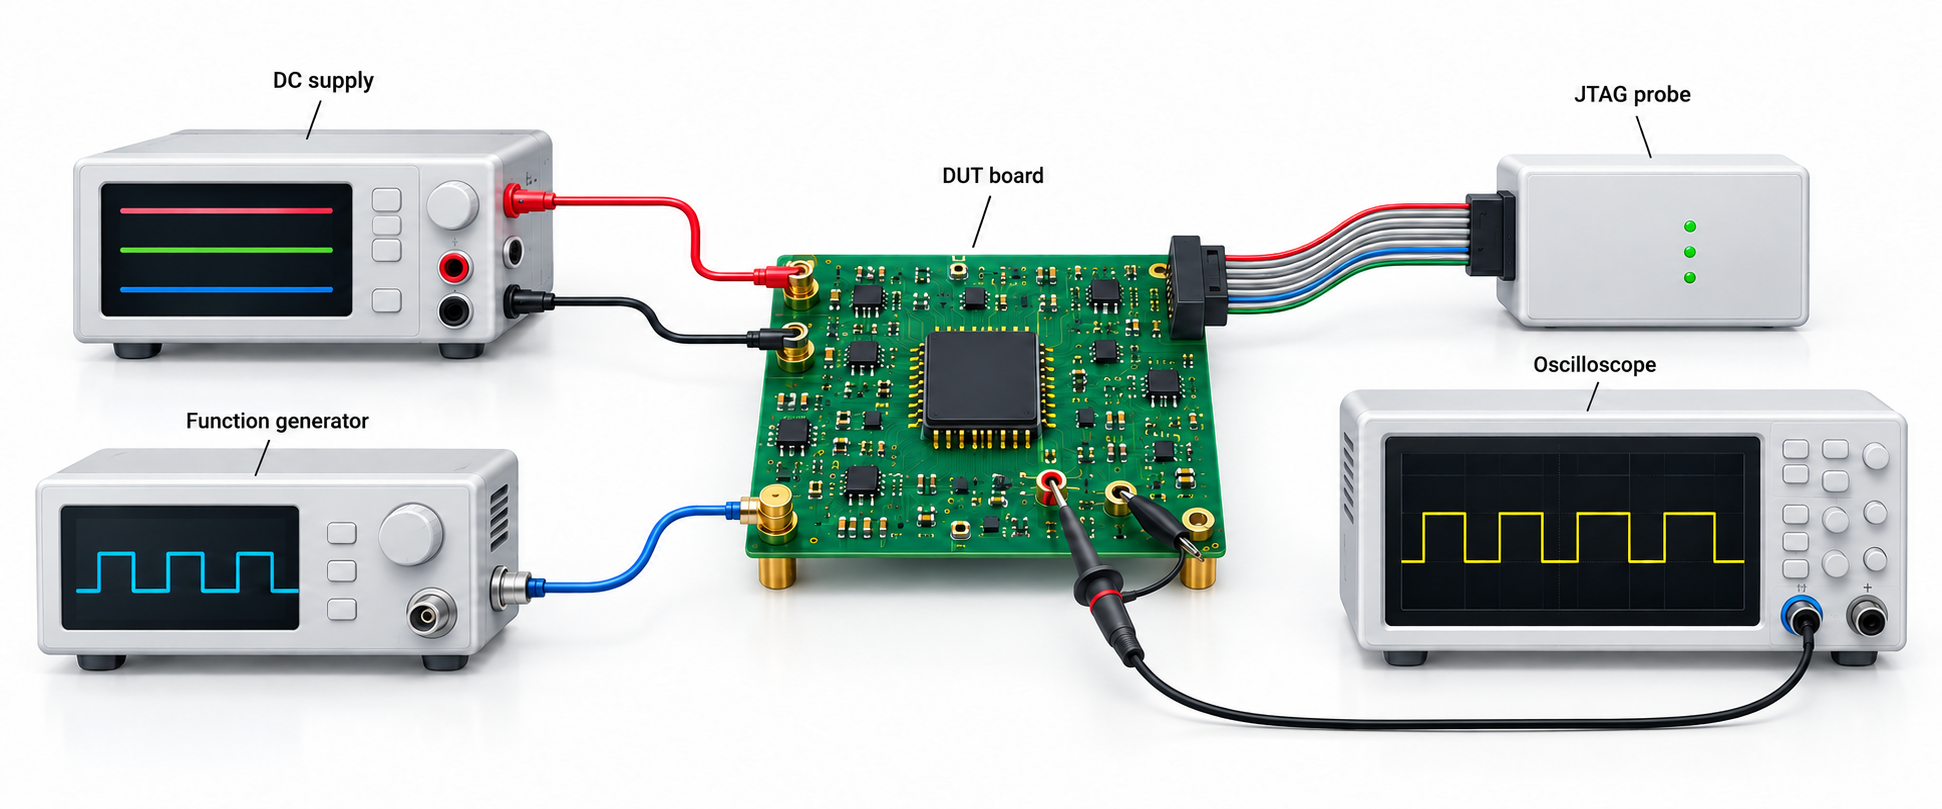 DC supply
JTAG probe
DUT board
Oscilloscope
Function generator